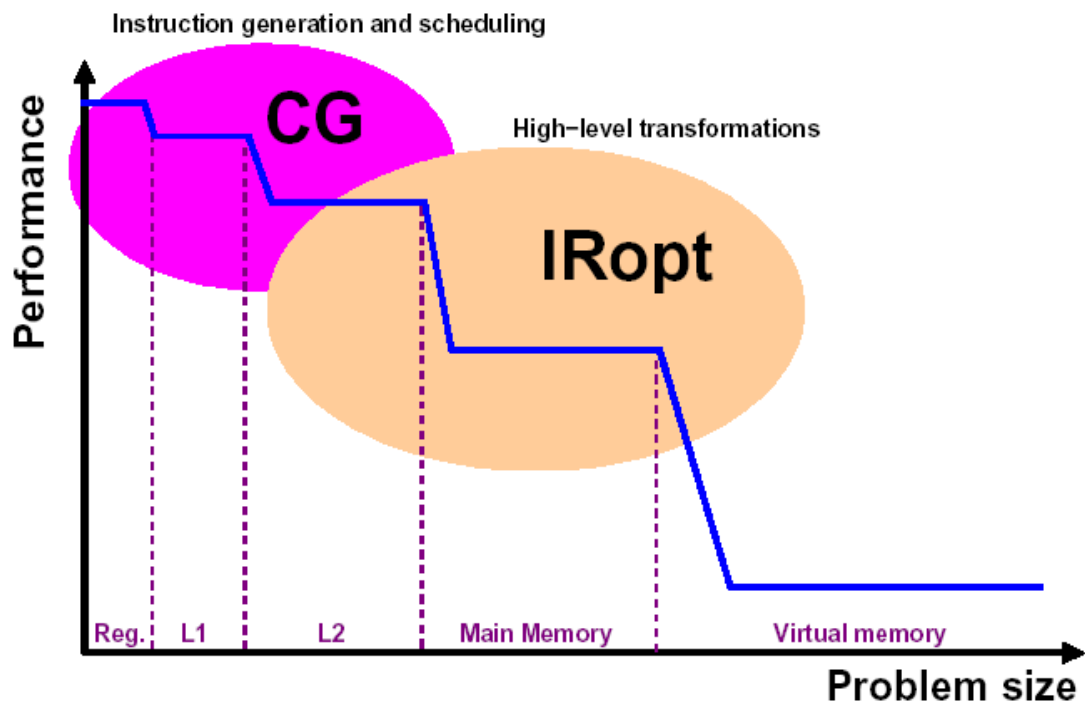 Instruction generation and scheduling
CG
High-level transformations
IRopt
Performance
Reg.
L1
L2
Main Memory
Virtual memory
Problem size